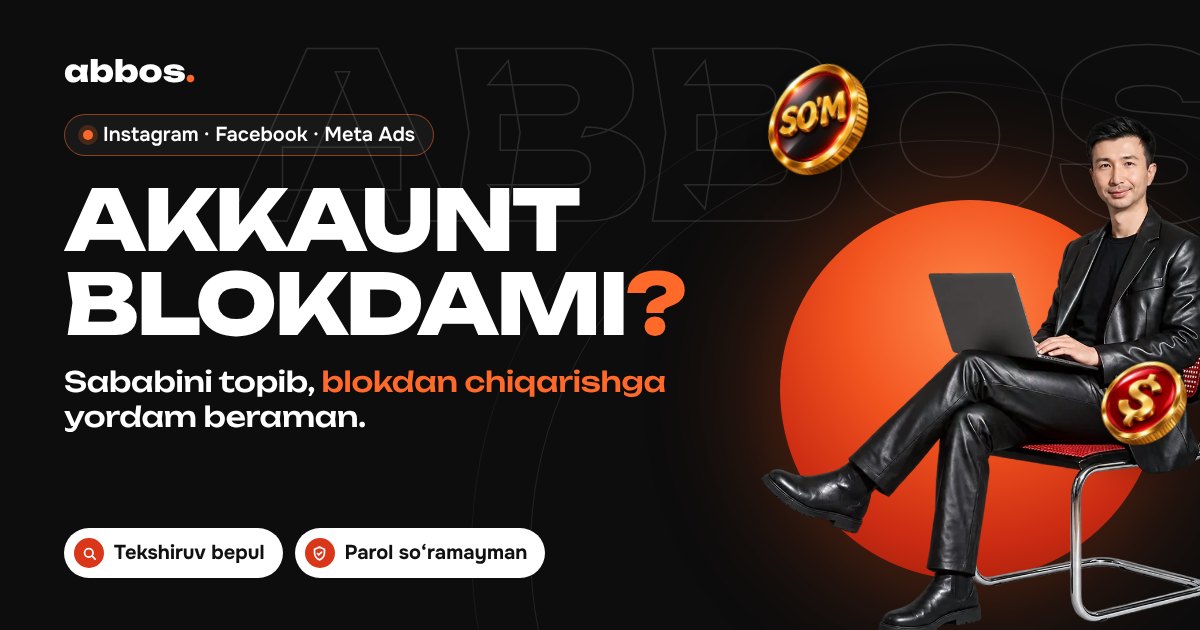 abbos.
ABBOS
Instagram · Facebook · Meta Ads
SO'M
AKKAUNT
BLOKDAMI?
Sababini topib, blokdan chiqarishga
yordam beraman.
$
Tekshiruv bepul
Parol so‘ramayman